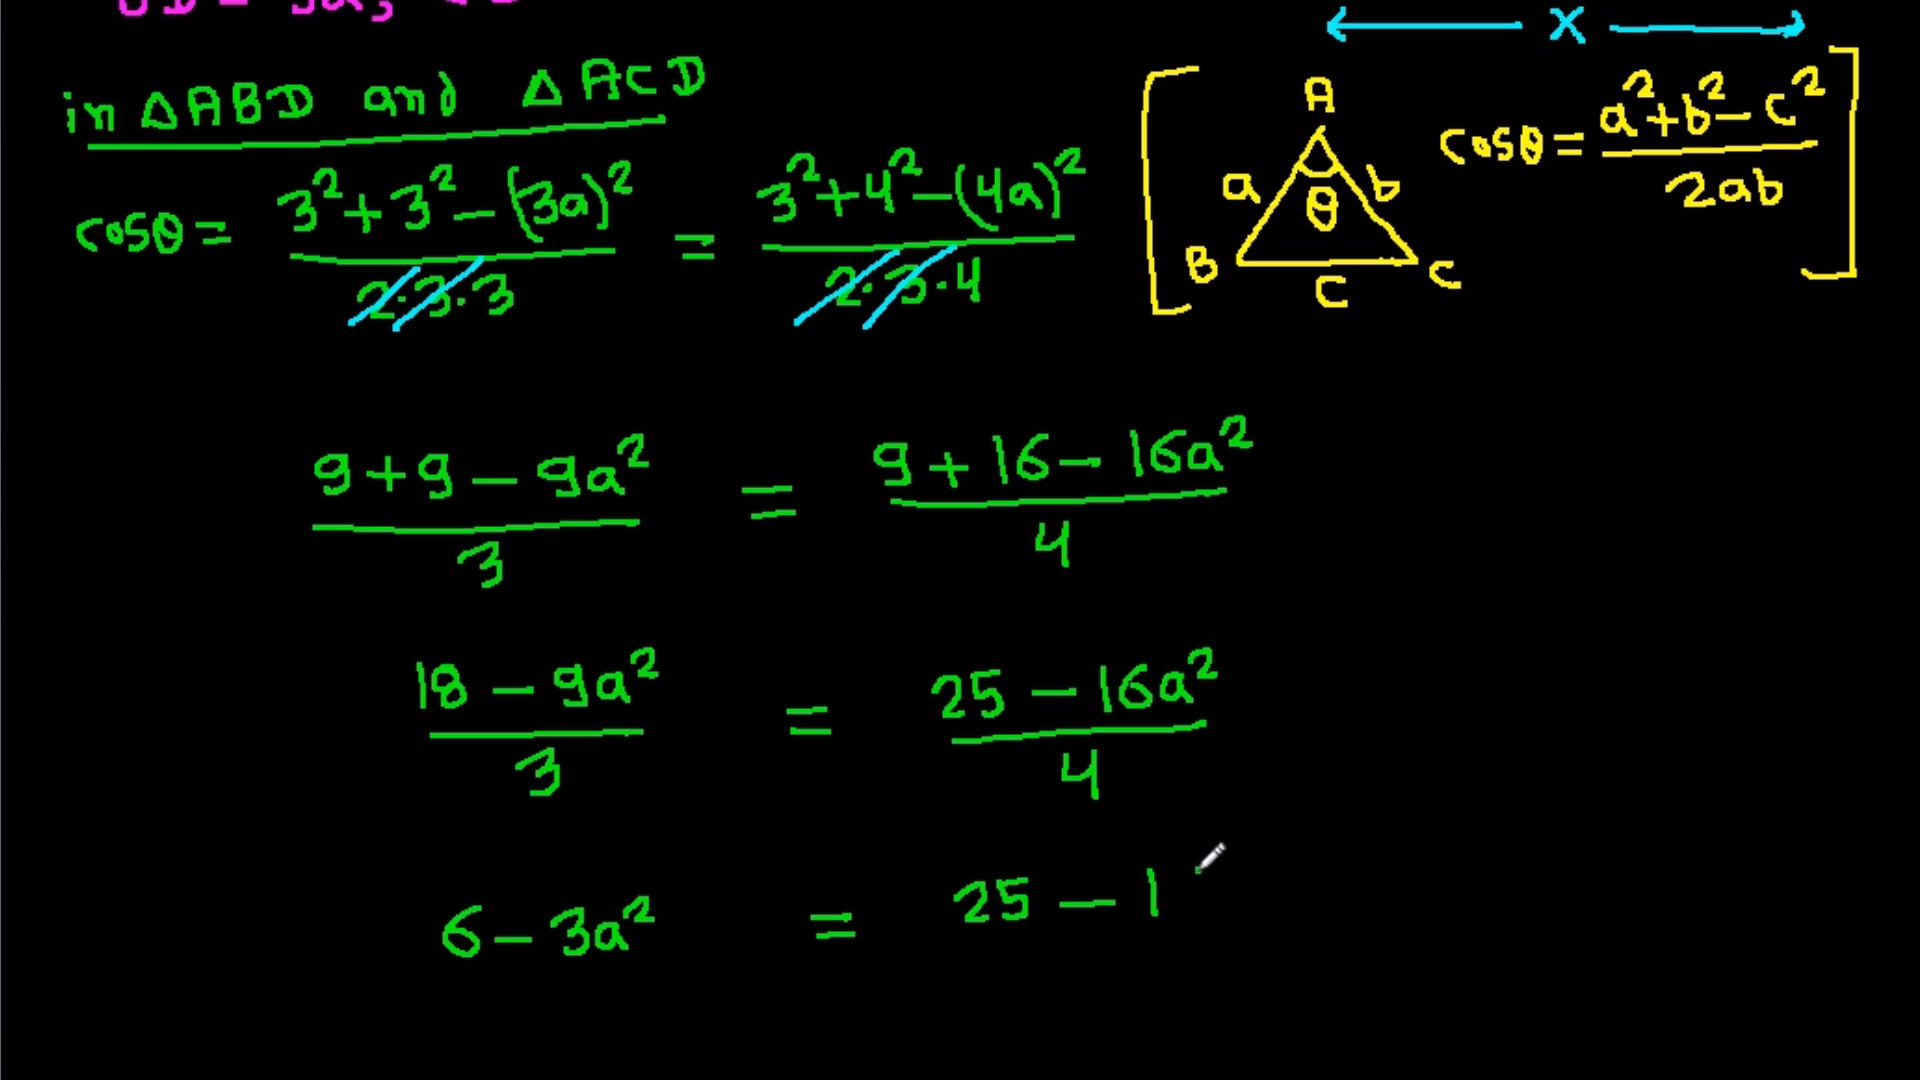 x
in △ABD and △ACD
cosθ = 3²+3²-(3a)² / 2·3·3 = 3²+4²-(4a)² / 2·3·4
A
a θ b
B C C
cosθ = a²+b²-c² / 2ab
9+9-9a² / 3 = 9+16-16a² / 4
18-9a² / 3 = 25-16a² / 4
6-3a² = 25-1